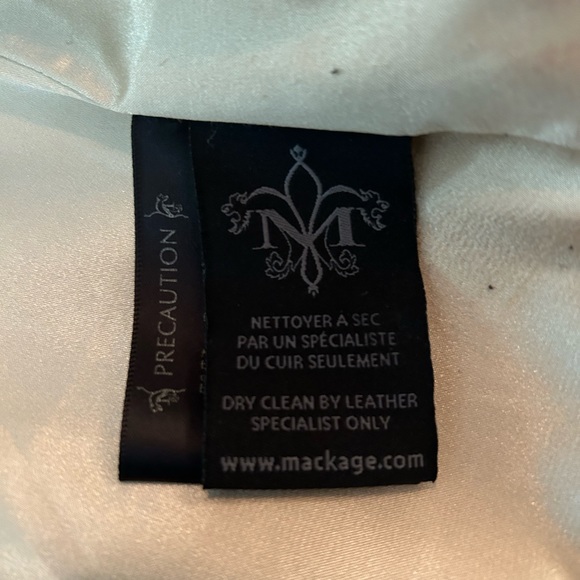 PRECAUTION
M
NETTOYER À SEC
PAR UN SPÉCIALISTE
DU CUIR SEULEMENT
DRY CLEAN BY LEATHER
SPECIALIST ONLY
www.mackage.com